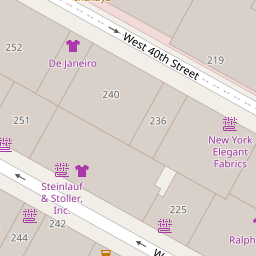 West 40th Street
252
219
De Janeiro
240
251
236
New York
Elegant
Fabrics
Steinlauf
& Stoller,
Inc.
225
244
242
Ralph
W